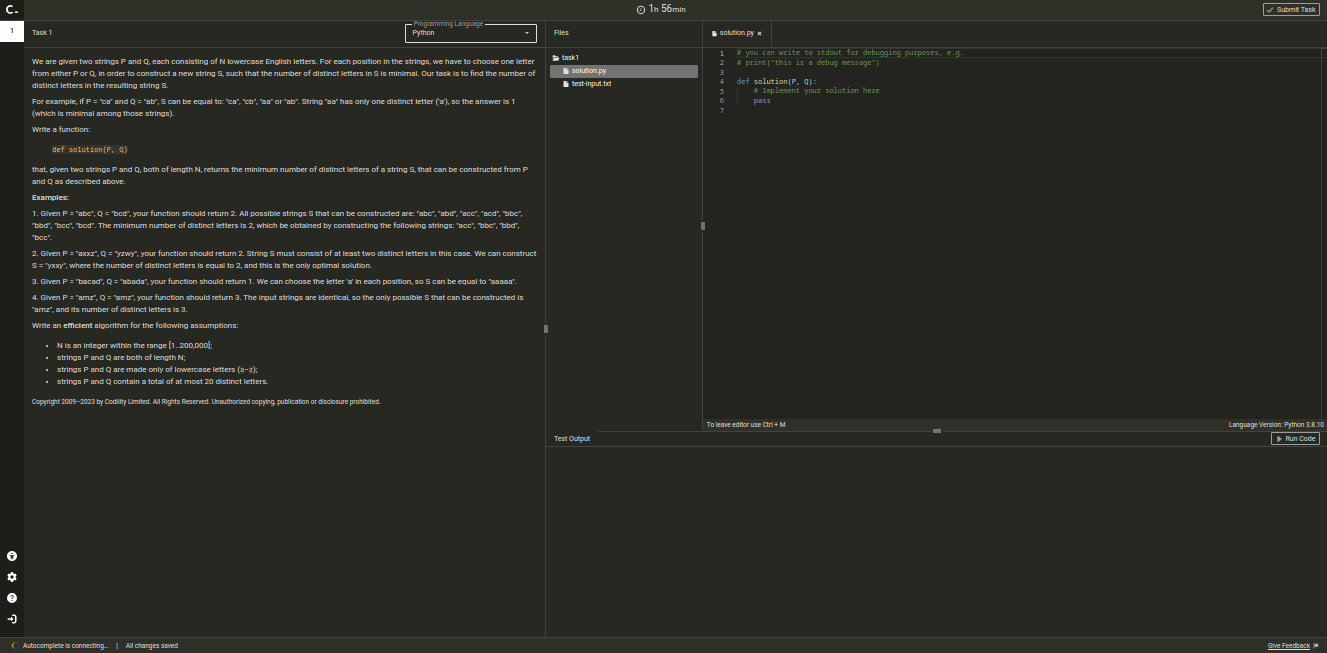 C.
1h 56min
Submit Task
1
Task 1
Programming Language
Python
Files
solution.py ×
We are given two strings P and Q, each consisting of N lowercase English letters. For each position in the strings, we have to choose one letter
from either P or Q, in order to construct a new string S, such that the number of distinct letters in S is minimal. Our task is to find the number of
distinct letters in the resulting string S.
For example, if P = "ca" and Q = "ab", S can be equal to: "ca", "cb", "aa" or "ab". String "aa" has only one distinct letter ('a'), so the answer is 1
(which is minimal among those strings).
Write a function:
def solution(P, Q)
that, given two strings P and Q, both of length N, returns the minimum number of distinct letters of a string S, that can be constructed from P
and Q as described above.
Examples:
1. Given P = "abc", Q = "bcd", your function should return 2. All possible strings S that can be constructed are: "abc", "abd", "acc", "acd", "bbc",
"bbd", "bcc", "bcd". The minimum number of distinct letters is 2, which be obtained by constructing the following strings: "acc", "bbc", "bbd",
"bcc".
2. Given P = "axxz", Q = "yzwy", your function should return 2. String S must consist of at least two distinct letters in this case. We can construct
S = "yxxy", where the number of distinct letters is equal to 2, and this is the only optimal solution.
3. Given P = "bacad", Q = "abada", your function should return 1. We can choose the letter 'a' in each position, so S can be equal to "aaaaa".
4. Given P = "amz", Q = "amz", your function should return 3. The input strings are identical, so the only possible S that can be constructed is
"amz", and its number of distinct letters is 3.
Write an efficient algorithm for the following assumptions:
• N is an integer within the range [1..200,000];
• strings P and Q are both of length N;
• strings P and Q are made only of lowercase letters (a−z);
• strings P and Q contain a total of at most 20 distinct letters.
Copyright 2009–2023 by Codility Limited. All Rights Reserved. Unauthorized copying, publication or disclosure prohibited.
task1
solution.py
test-input.txt
1 # you can write to stdout for debugging purposes, e.g.
2 # print("this is a debug message")
3
4 def solution(P, Q):
5 # Implement your solution here
6 pass
7
To leave editor use Ctrl + M
Language Version: Python 3.8.10
Test Output
Run Code
Autocomplete is connecting... | All changes saved
Give Feedback